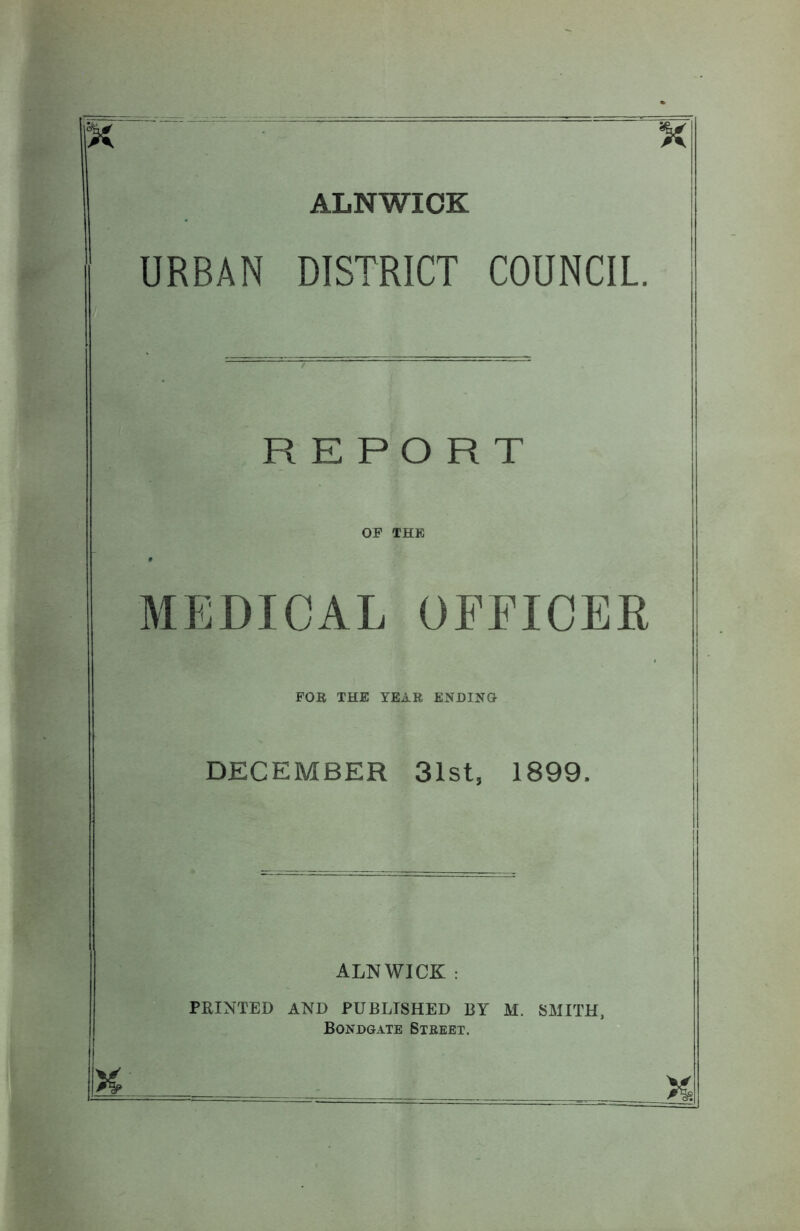 ALNWICK
URBAN DISTRICT COUNCIL.
REPORT
OF THE
MEDICAL OFFICER
FOR THE YEAR ENDING
DECEMBER 31st, 1899.
ALNWICK :
PRINTED AND PUBLISHED BY M. SMITH,
BONDGATE STREET.